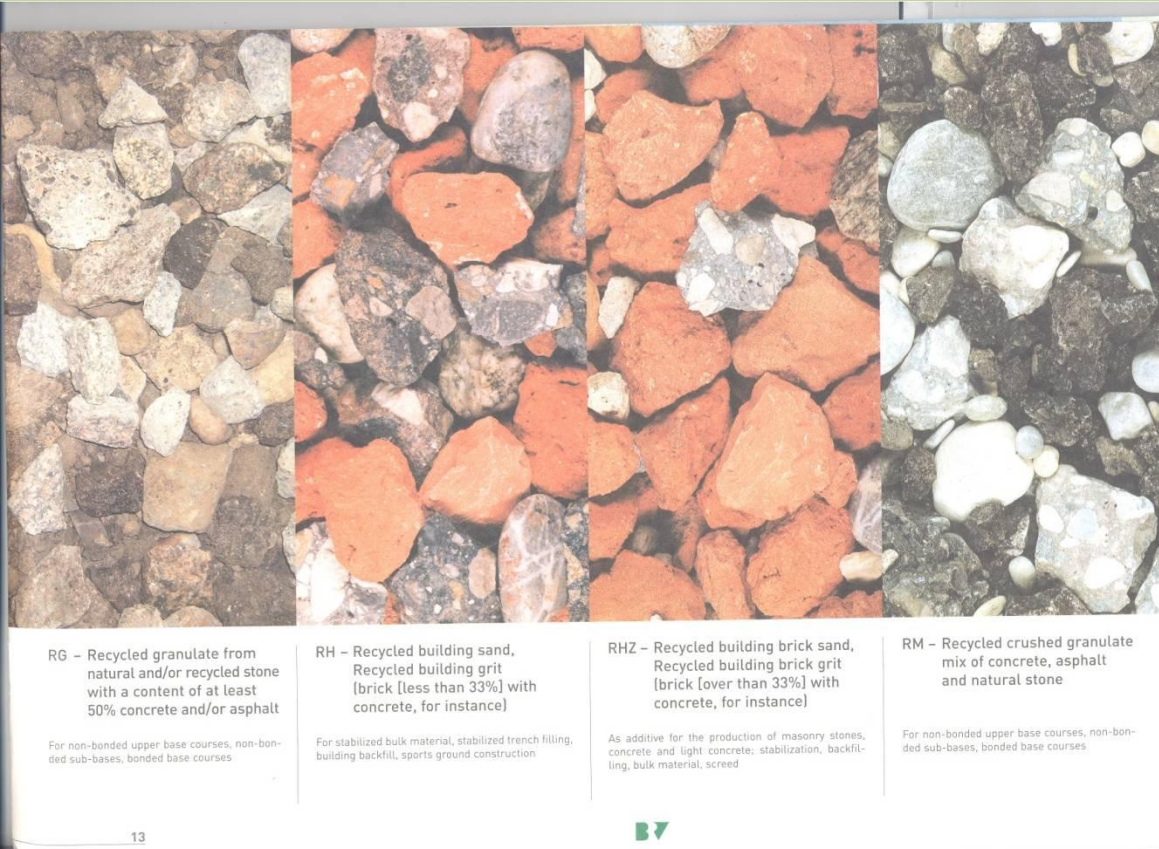 RG – Recycled granulate from
natural and/or recycled stone
with a content of at least
50% concrete and/or asphalt
For non-bonded upper base courses, non-bon-
ded sub-bases, bonded base courses
RH – Recycled building sand,
Recycled building grit
(brick [less than 33%] with
concrete, for instance)
For stabilized bulk material, stabilized trench filling,
building backfill, sports ground construction
RHZ – Recycled building brick sand,
Recycled building brick grit
(brick [over than 33%] with
concrete, for instance)
As additive for the production of masonry stones,
concrete and light concrete; stabilization, backfil-
ling, bulk material, screed
RM – Recycled crushed granulate
mix of concrete, asphalt
and natural stone
For non-bonded upper base courses, non-bon-
ded sub-bases, bonded base courses
13
BRV